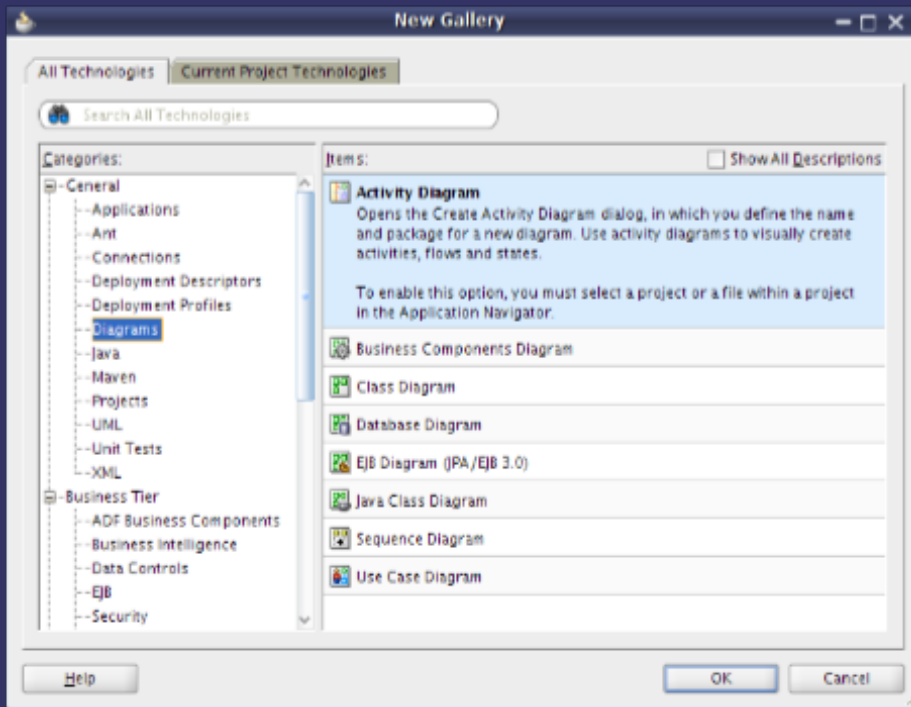 New Gallery
All Technologies
Current Project Technologies
Search All Technologies
Categories:
General
Applications
Ant
Connections
Deployment Descriptors
Deployment Profiles
Diagrams
Java
Maven
Projects
UML
Unit Tests
XML
Business Tier
ADF Business Components
Business Intelligence
Data Controls
EJB
Security
Items:
Show All Descriptions
Activity Diagram
Opens the Create Activity Diagram dialog, in which you define the name
and package for a new diagram. Use activity diagrams to visually create
activities, flows and states.
To enable this option, you must select a project or a file within a project
in the Application Navigator.
Business Components Diagram
Class Diagram
Database Diagram
EJB Diagram (JPA/EJB 3.0)
Java Class Diagram
Sequence Diagram
Use Case Diagram
Help
OK
Cancel